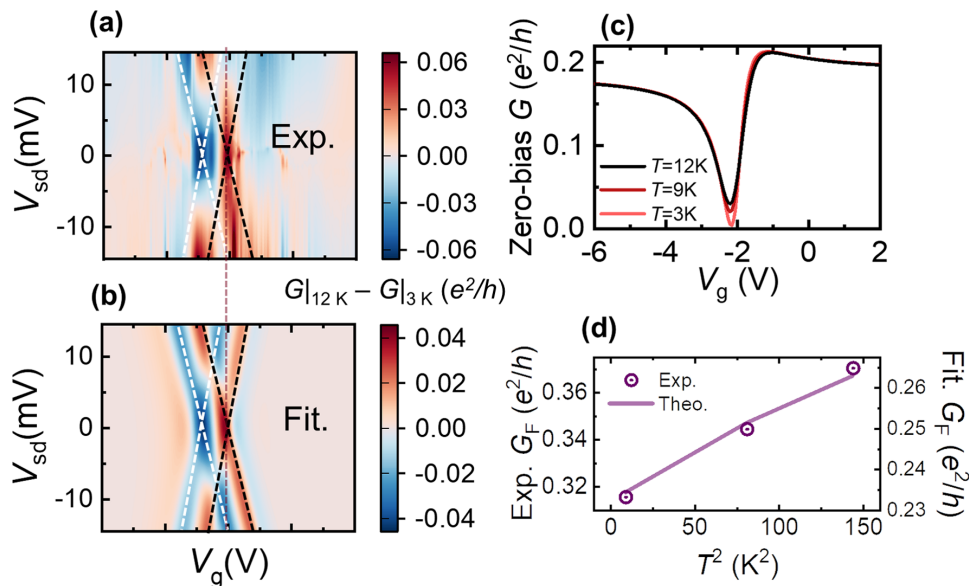 (a)
V_sd(mV)
10
0
-10
Exp.
0.06
0.03
0.00
-0.03
-0.06
G|12 K – G|3 K (e²/h)
(b)
V_sd(mV)
10
0
-10
Fit.
0.04
0.02
0.00
-0.02
-0.04
V_g(V)
(c)
Zero-bias G (e²/h)
0.2
0.1
0.0
T=12K
T=9K
T=3K
-6 -4 -2 0 2
V_g (V)
(d)
Exp. G_F (e²/h)
0.36
0.34
0.32
Exp.
Theo.
0.26
0.25
0.23
0.23
Fit. G_F (e²/h)
0 50 100 150
T² (K²)